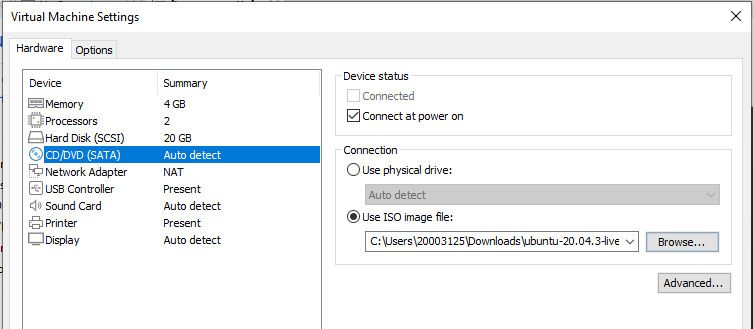 Virtual Machine Settings
Hardware Options
Device Summary
Memory 4 GB
Processors 2
Hard Disk (SCSI) 20 GB
CD/DVD (SATA) Auto detect
Network Adapter NAT
USB Controller Present
Sound Card Auto detect
Printer Present
Display Auto detect
Device status
Connected
Connect at power on
Connection
Use physical drive:
Auto detect
Use ISO image file:
C:\Users\20003125\Downloads\ubuntu-20.04.3-live
Browse...
Advanced...